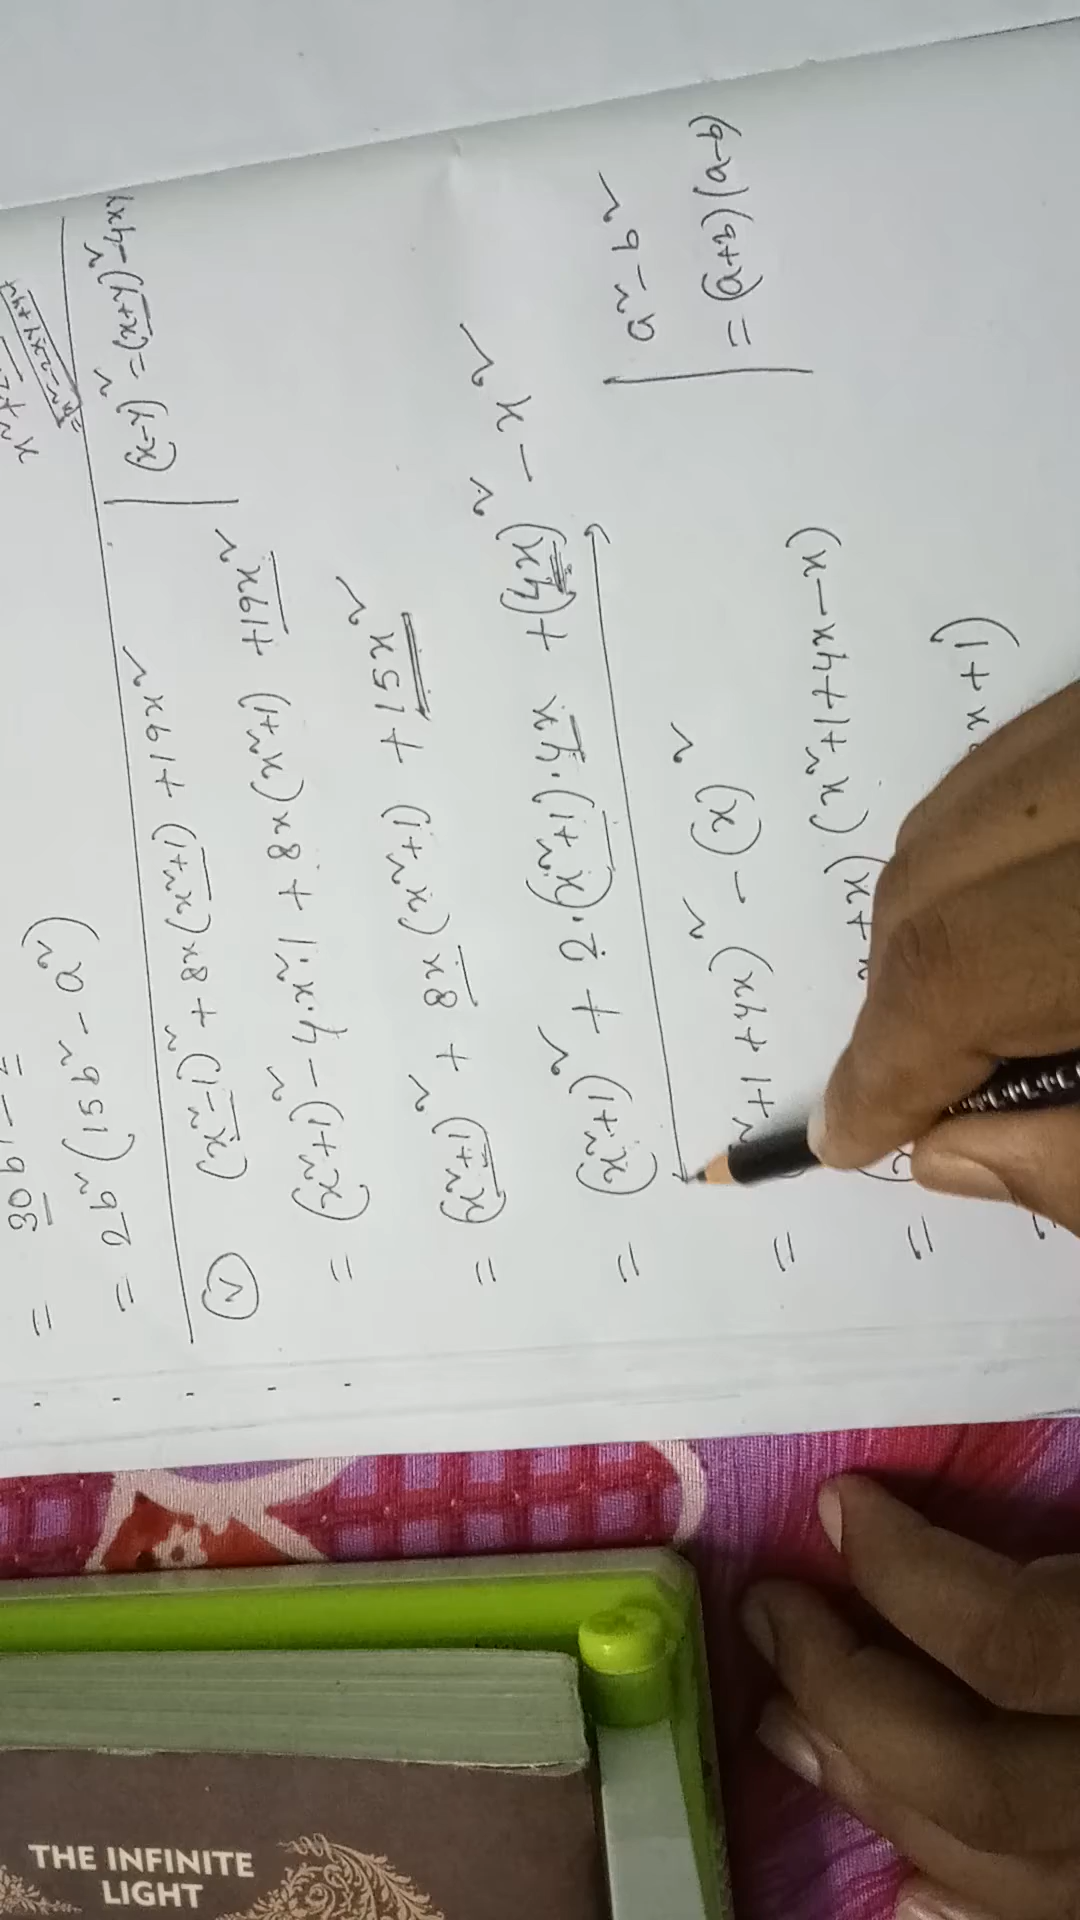 = 2b² (15b² - a²)
② (x²-1)² + 8x(x²+1) + 19x²
= (x²+1)² - 4.x².1 + 8x(x²+1) + 19x²
(x-y)² = (x+y)² - 4xy
= (x²+1)² + 8x(x²+1) + 15x²
= (x²+1)² + 2.(x²+1).4x + (4x)² - x²
= +1+4x)² - (x)²
a² - b²
= (a+b)(a-b)
= (x²+1+4x-x)
= x+1)
THE INFINITE
LIGHT